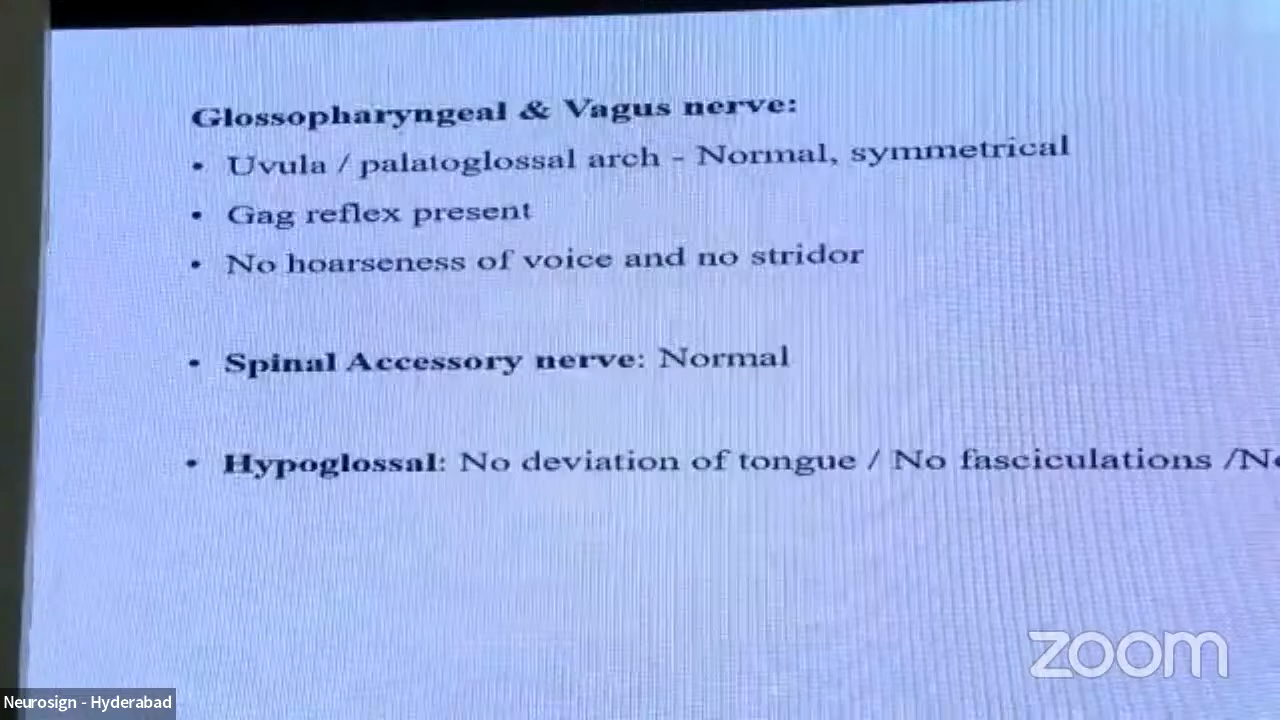 Glossopharyngeal & Vagus nerve:
• Uvula / palatoglossal arch - Normal, symmetrical
• Gag reflex present
• No hoarseness of voice and no stridor
• Spinal Accessory nerve: Normal
• Hypoglossal: No deviation of tongue / No fasciculations /
zoom
Neurosign - Hyderabad